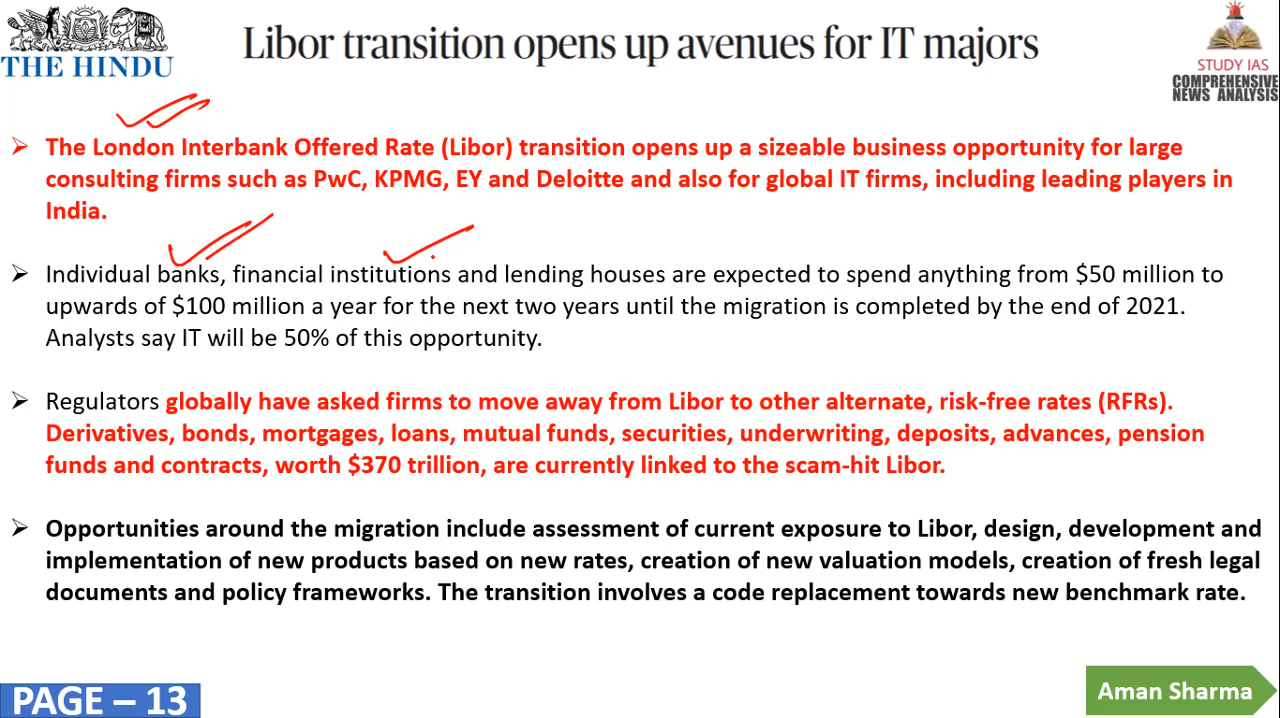 THE HINDU
Libor transition opens up avenues for IT majors
STUDY IAS
COMPREHENSIVE
NEWS ANALYSIS
➢ The London Interbank Offered Rate (Libor) transition opens up a sizeable business opportunity for large
consulting firms such as PwC, KPMG, EY and Deloitte and also for global IT firms, including leading players in
India.
➢ Individual banks, financial institutions and lending houses are expected to spend anything from $50 million to
upwards of $100 million a year for the next two years until the migration is completed by the end of 2021.
Analysts say IT will be 50% of this opportunity.
➢ Regulators globally have asked firms to move away from Libor to other alternate, risk-free rates (RFRs).
Derivatives, bonds, mortgages, loans, mutual funds, securities, underwriting, deposits, advances, pension
funds and contracts, worth $370 trillion, are currently linked to the scam-hit Libor.
➢ Opportunities around the migration include assessment of current exposure to Libor, design, development and
implementation of new products based on new rates, creation of new valuation models, creation of fresh legal
documents and policy frameworks. The transition involves a code replacement towards new benchmark rate.
PAGE – 13
Aman Sharma